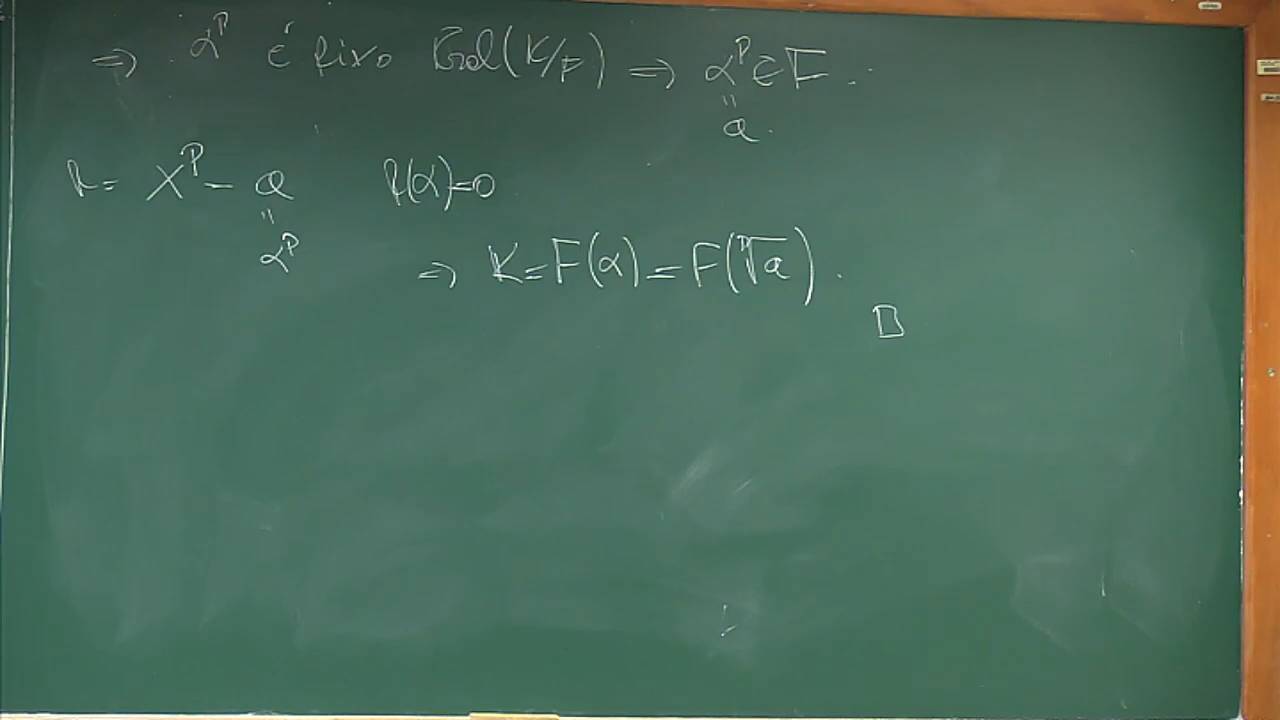 ⇒ α^p é fixo Gal(K/F) ⇒ α^p ∈ F.
"
a.
h = X^p - a h(α)=0
"
α^p
⇒ K=F(α)=F(ᵖ√a).
□